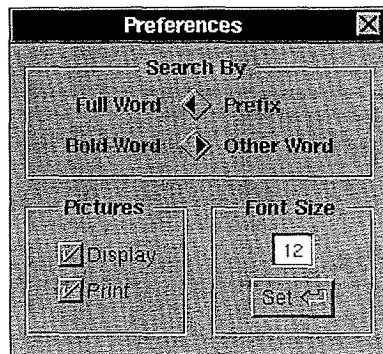 Preferences
Search By
Full Word Prefix
Bold Word Other Word
Pictures
Display
Print
Font Size
12
Set